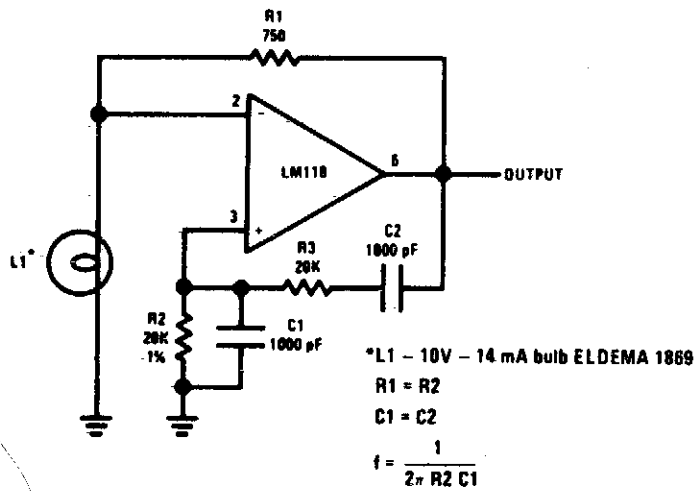 R1
750
2
-
LM118
6
OUTPUT
3
+
C2
1000 pF
R3
20K
L1*
R2
20K
1%
C1
1000 pF
*L1 – 10V – 14 mA bulb ELDEMA 1869
R1 = R2
C1 = C2
f = 1
2π R2 C1